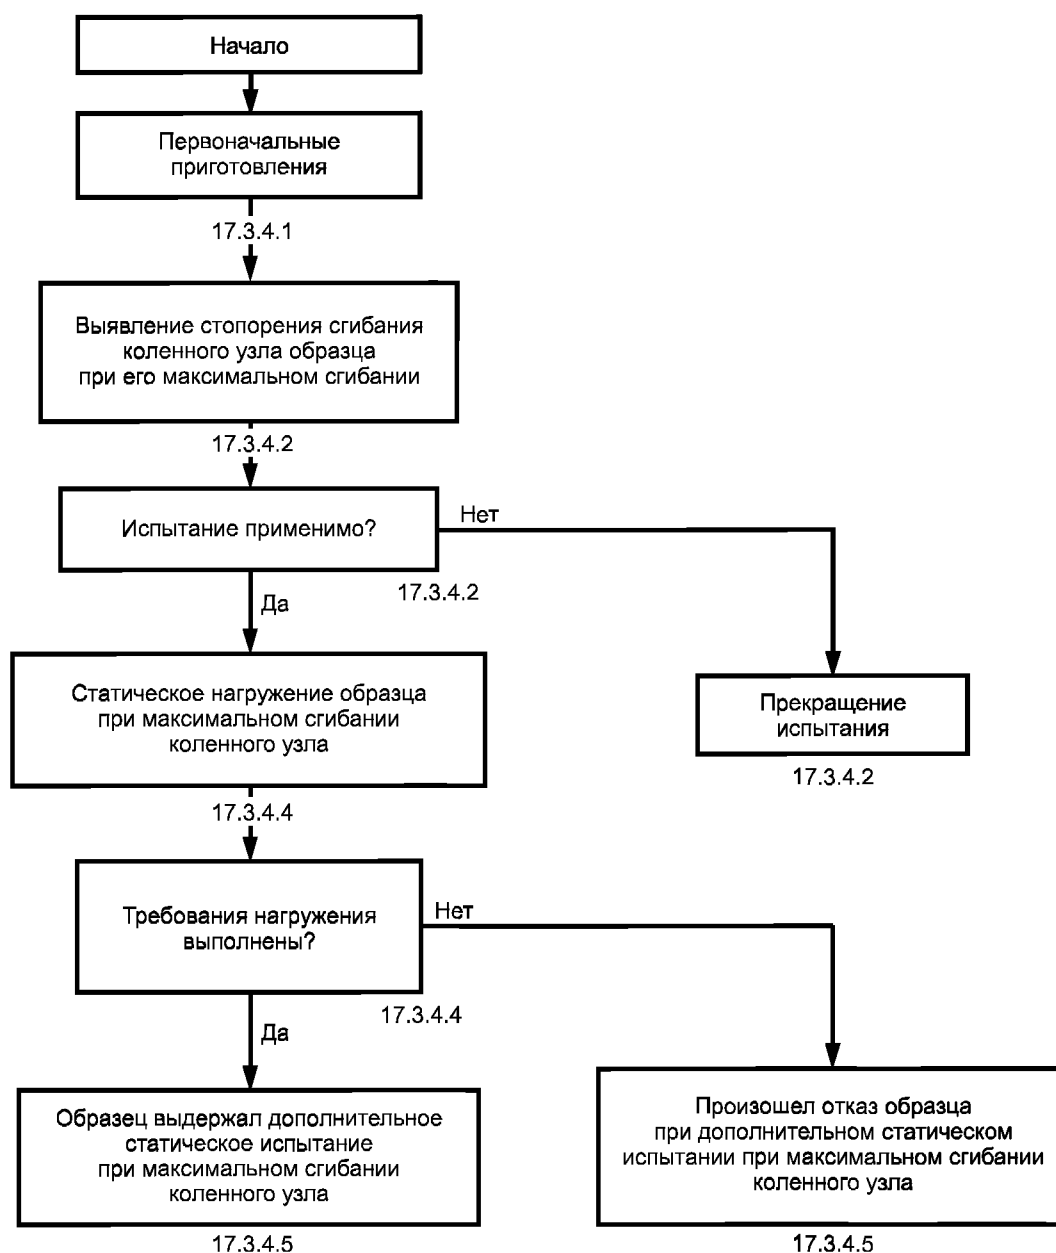 Начало
Первоначальные
приготовления
17.3.4.1
Выявление стопорения сгибания
коленного узла образца
при его максимальном сгибании
17.3.4.2
Испытание применимо?
Нет
17.3.4.2
Да
Статическое нагружение образца
при максимальном сгибании
коленного узла
Прекращение
испытания
17.3.4.2
17.3.4.4
Требования нагружения
выполнены?
Нет
17.3.4.4
Да
Образец выдержал дополнительное
статическое испытание
при максимальном сгибании
коленного узла
17.3.4.5
Произошел отказ образца
при дополнительном статическом
испытании при максимальном сгибании
коленного узла
17.3.4.5